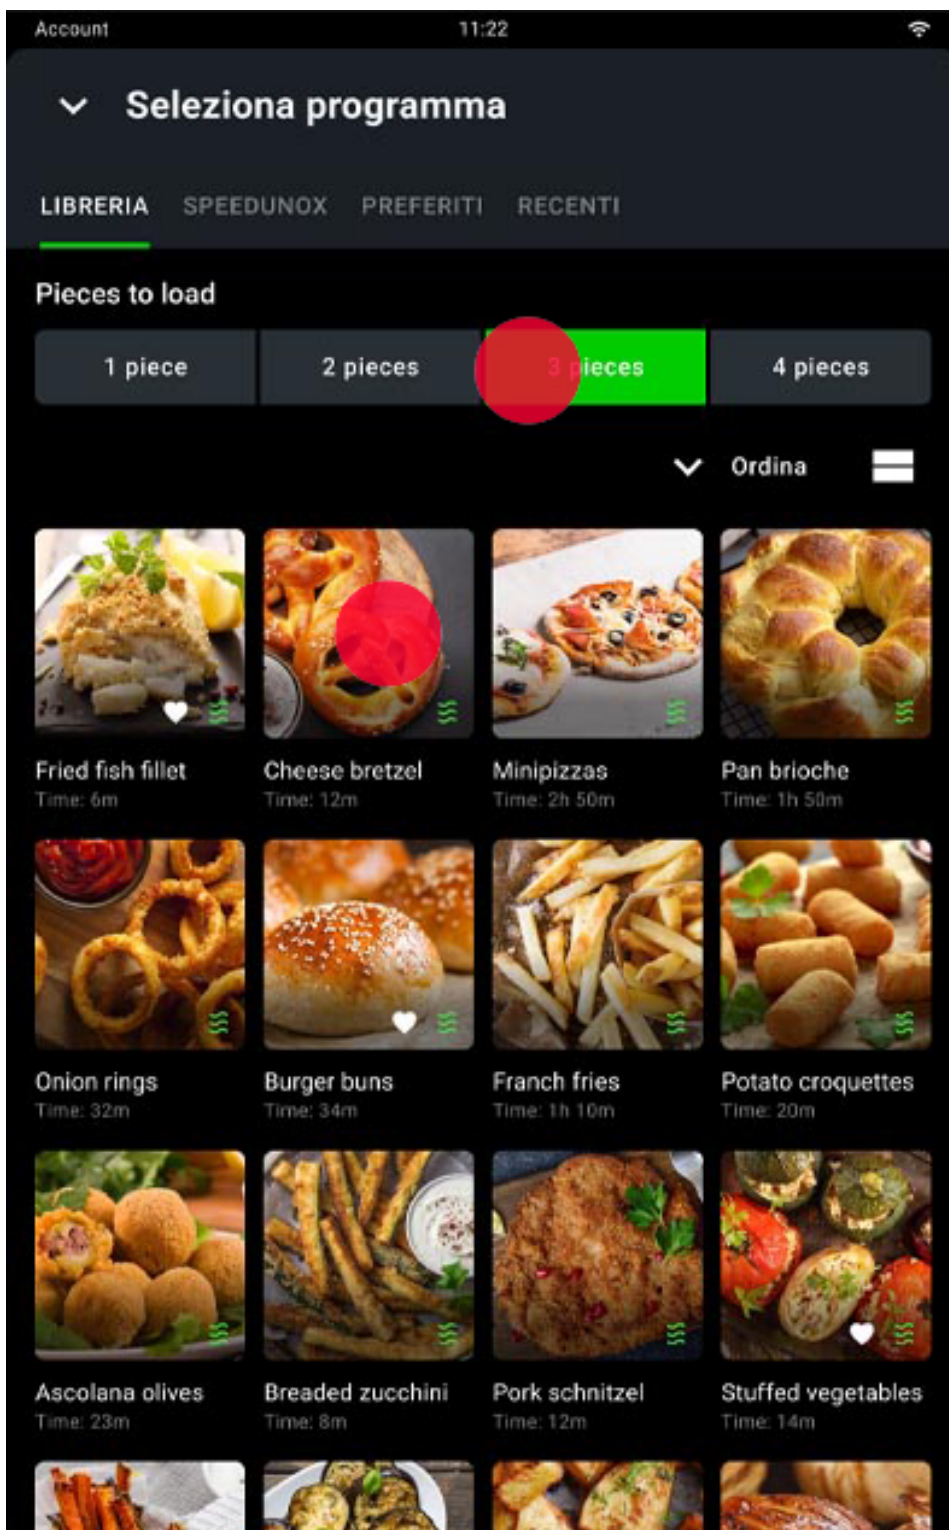 Account 11:22
Seleziona programma
LIBRERIA SPEEDUNOX PREFERITI RECENTI
Pieces to load
1 piece 2 pieces 3 pieces 4 pieces
Ordina
Fried fish fillet Cheese bretzel Minipizzas Pan brioche
Time: 6m Time: 12m Time: 2h 50m Time: 1h 50m
Onion rings Burger buns Franch fries Potato croquettes
Time: 32m Time: 34m Time: 1h 10m Time: 20m
Ascolana olives Breaded zucchini Pork schnitzel Stuffed vegetables
Time: 23m Time: 8m Time: 12m Time: 14m